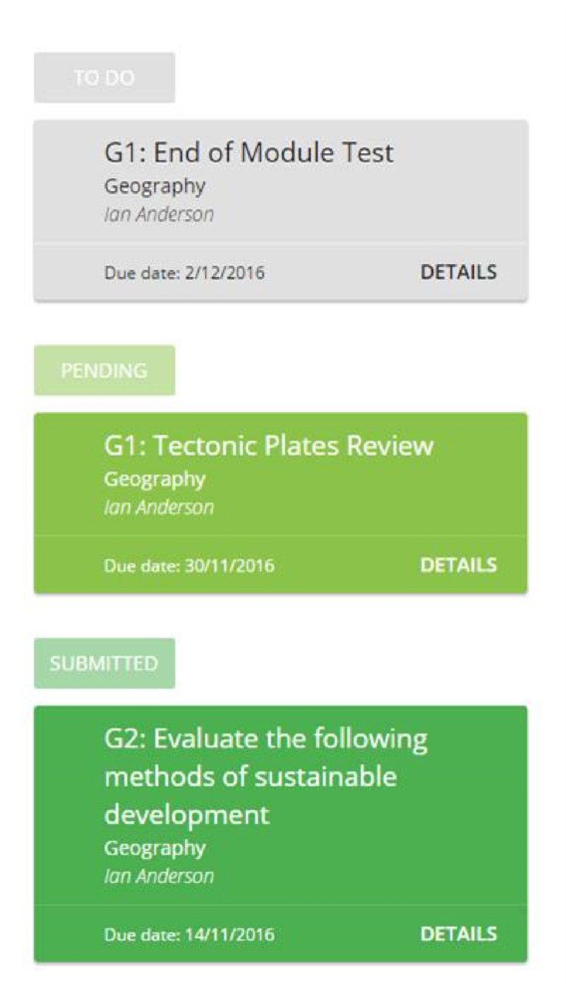 TO DO
G1: End of Module Test
Geography
Ian Anderson
Due date: 2/12/2016 DETAILS
PENDING
G1: Tectonic Plates Review
Geography
Ian Anderson
Due date: 30/11/2016 DETAILS
SUBMITTED
G2: Evaluate the following
methods of sustainable
development
Geography
Ian Anderson
Due date: 14/11/2016 DETAILS